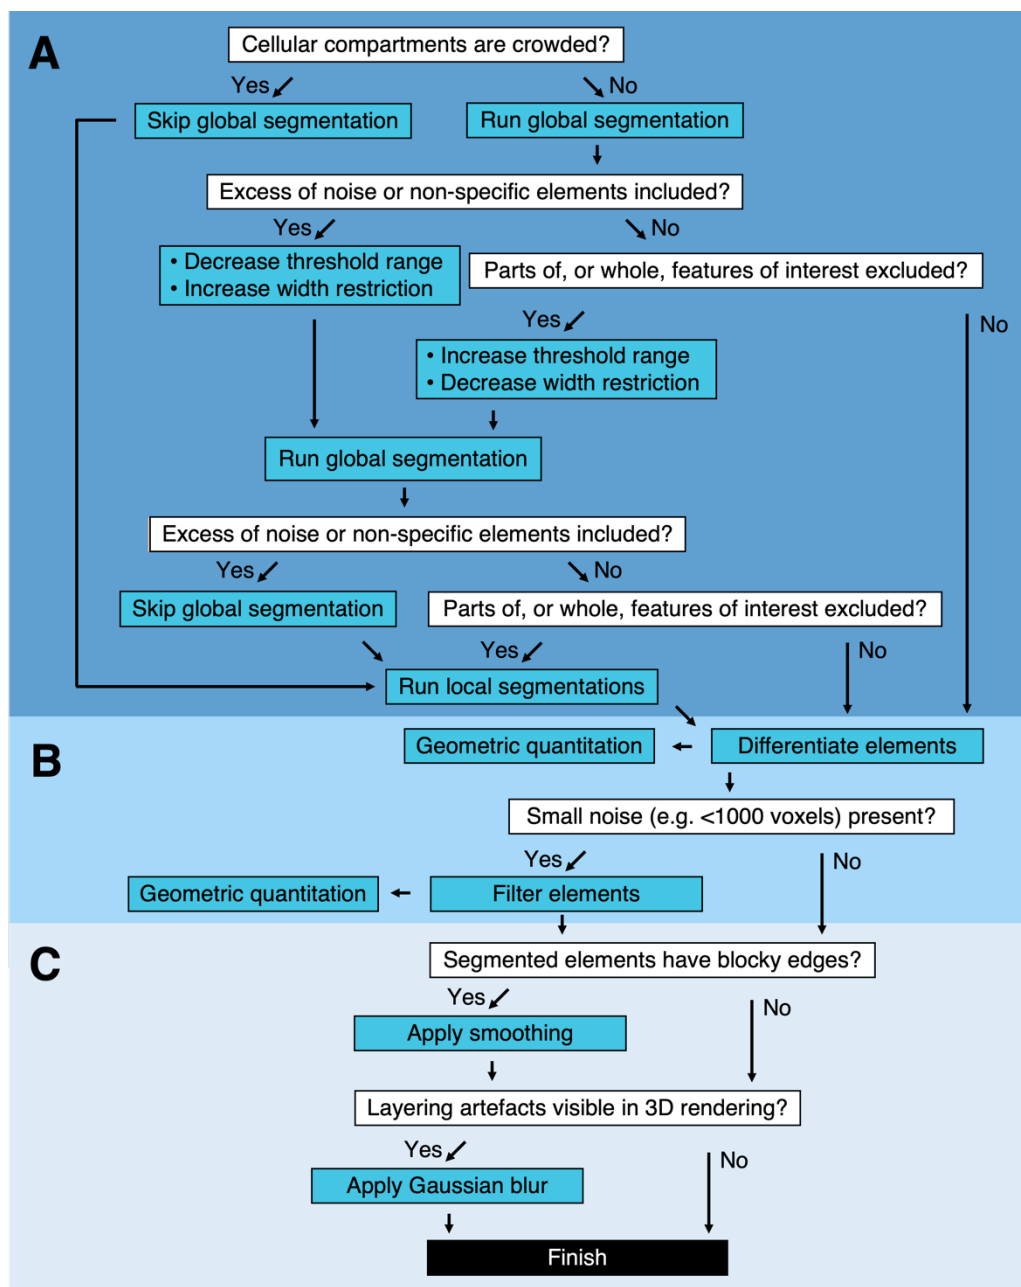 A
Cellular compartments are crowded?
Yes
No
Skip global segmentation
Run global segmentation
Excess of noise or non-specific elements included?
Yes
No
• Decrease threshold range
• Increase width restriction
Parts of, or whole, features of interest excluded?
Yes
No
• Increase threshold range
• Decrease width restriction
Run global segmentation
Excess of noise or non-specific elements included?
Yes
No
Skip global segmentation
Parts of, or whole, features of interest excluded?
Yes
No
Run local segmentations
B
Geometric quantitation
Differentiate elements
Small noise (e.g. <1000 voxels) present?
Yes
No
Geometric quantitation
Filter elements
C
Segmented elements have blocky edges?
Yes
No
Apply smoothing
Layering artefacts visible in 3D rendering?
Yes
No
Apply Gaussian blur
Finish